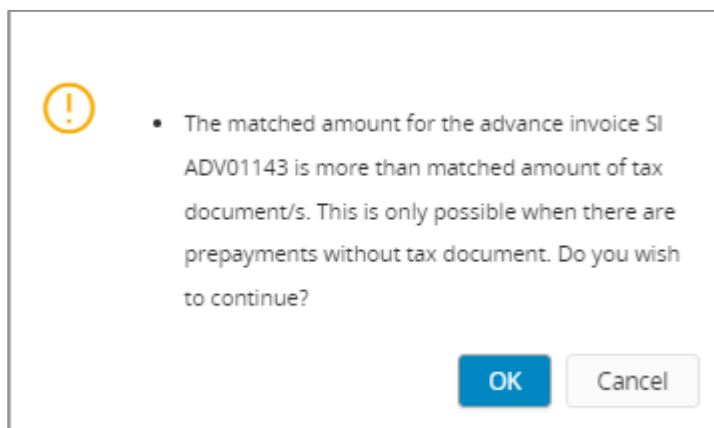 • The matched amount for the advance invoice SI
ADV01143 is more than matched amount of tax
document/s. This is only possible when there are
prepayments without tax document. Do you wish
to continue?
OK
Cancel